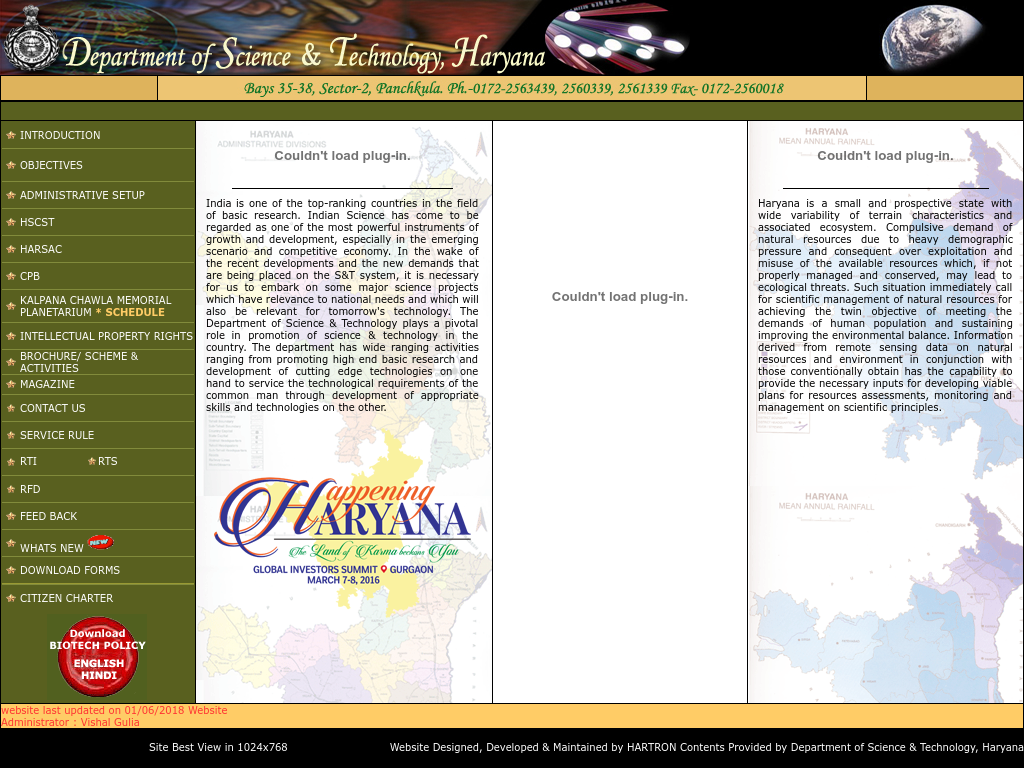 Department of Science & Technology, Haryana
Bays 35-38, Sector-2, Panchkula. Ph.-0172-2563439, 2560339, 2561339 Fax- 0172-2560018
INTRODUCTION
OBJECTIVES
ADMINISTRATIVE SETUP
HSCST
HARSAC
CPB
KALPANA CHAWLA MEMORIAL
PLANETARIUM * SCHEDULE
INTELLECTUAL PROPERTY RIGHTS
BROCHURE/ SCHEME &
ACTIVITIES
MAGAZINE
CONTACT US
SERVICE RULE
RTI RTS
RFD
FEED BACK
WHATS NEW NEW
DOWNLOAD FORMS
CITIZEN CHARTER
Download
BIOTECH POLICY
ENGLISH
HINDI
HARYANA
ADMINISTRATIVE DIVISIONS
Couldn't load plug-in.
India is one of the top-ranking countries in the field
of basic research. Indian Science has come to be
regarded as one of the most powerful instruments of
growth and development, especially in the emerging
scenario and competitive economy. In the wake of
the recent developments and the new demands that
are being placed on the S&T system, it is necessary
for us to embark on some major science projects
which have relevance to national needs and which will
also be relevant for tomorrow's technology. The
Department of Science & Technology plays a pivotal
role in promotion of science & technology in the
country. The department has wide ranging activities
ranging from promoting high end basic research and
development of cutting edge technologies on one
hand to service the technological requirements of the
common man through development of appropriate
skills and technologies on the other.
Happening
HARYANA
The Land of Karma beckons You
GLOBAL INVESTORS SUMMIT GURGAON
MARCH 7-8, 2016
Couldn't load plug-in.
HARYANA
MEAN ANNUAL RAINFALL
Couldn't load plug-in.
Haryana is a small and prospective state with
wide variability of terrain characteristics and
associated ecosystem. Compulsive demand of
natural resources due to heavy demographic
pressure and consequent over exploitation and
misuse of the available resources which, if not
properly managed and conserved, may lead to
ecological threats. Such situation immediately call
for scientific management of natural resources for
achieving the twin objective of meeting the
demands of human population and sustaining
improving the environmental balance. Information
derived from remote sensing data on natural
resources and environment in conjunction with
those conventionally obtain has the capability to
provide the necessary inputs for developing viable
plans for resources assessments, monitoring and
management on scientific principles.
HARYANA
MEAN ANNUAL RAINFALL
website last updated on 01/06/2018 Website
Administrator : Vishal Gulia
Site Best View in 1024x768
Website Designed, Developed & Maintained by HARTRON Contents Provided by Department of Science & Technology, Haryana